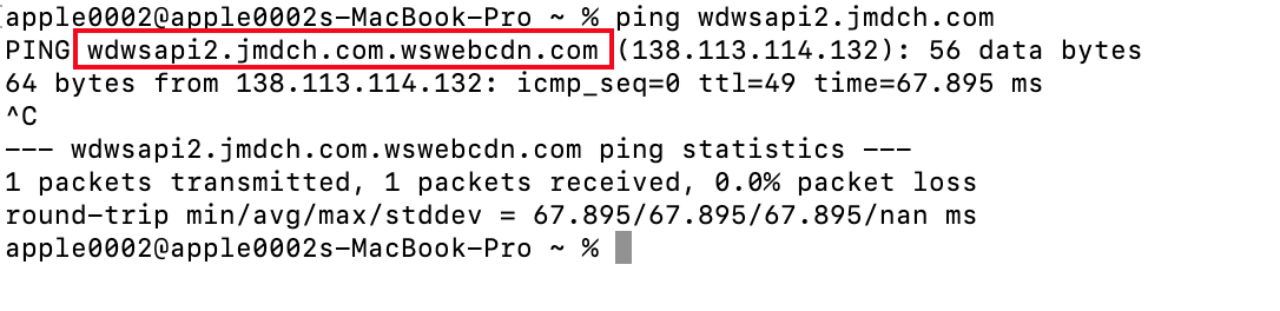 apple0002@apple0002s-MacBook-Pro ~ % ping wdwsapi2.jmdch.com
PING wdwsapi2.jmdch.com.wswebcdn.com (138.113.114.132): 56 data bytes
64 bytes from 138.113.114.132: icmp_seq=0 ttl=49 time=67.895 ms
^C
--- wdwsapi2.jmdch.com.wswebcdn.com ping statistics ---
1 packets transmitted, 1 packets received, 0.0% packet loss
round-trip min/avg/max/stddev = 67.895/67.895/67.895/nan ms
apple0002@apple0002s-MacBook-Pro ~ %